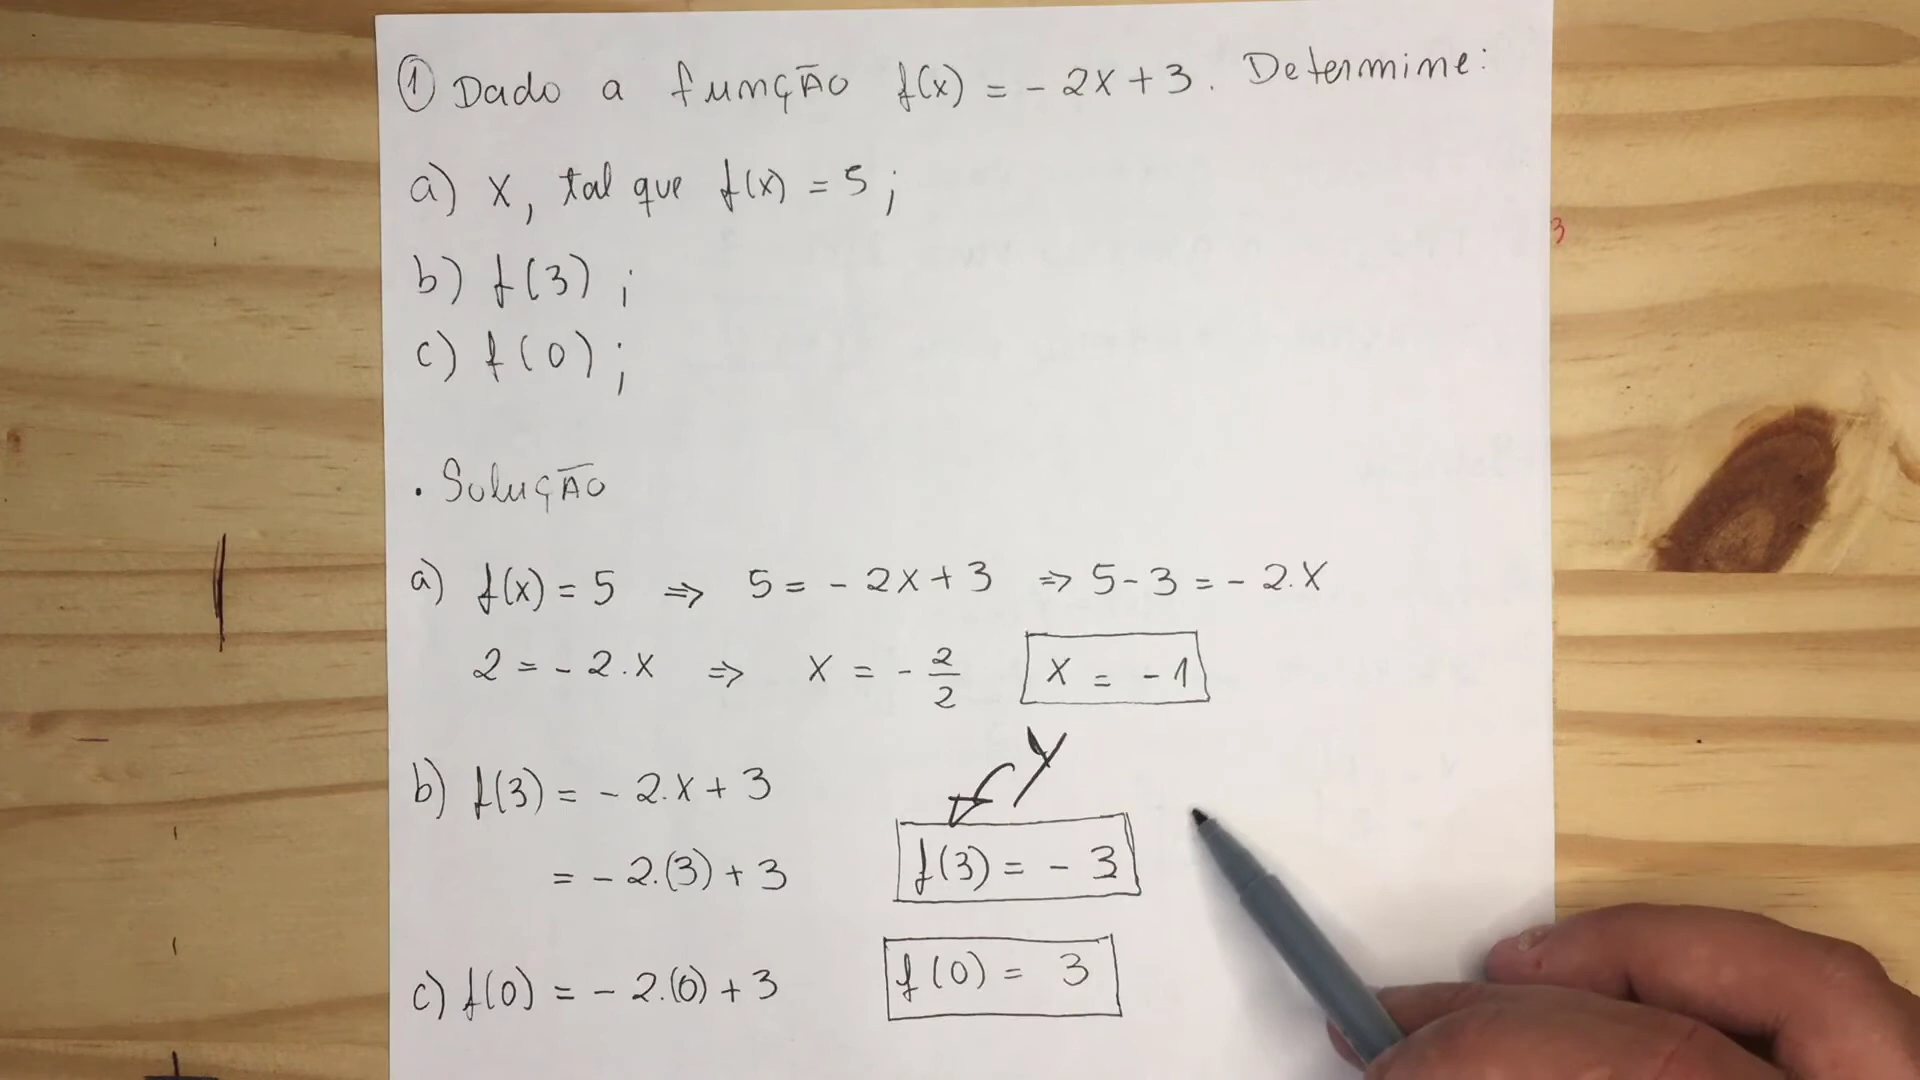 ① Dado a função f(x) = - 2x + 3. Determine:
a) x, tal que f(x) = 5;
b) f(3);
c) f(0);
. Solução
a) f(x) = 5 => 5 = - 2x + 3 => 5 - 3 = - 2.x
2 = - 2.x => x = - 2/2 x = - 1
y
b) f(3) = - 2.x + 3
= - 2.(3) + 3 f(3) = - 3
c) f(0) = - 2.(0) + 3 f(0) = 3
3